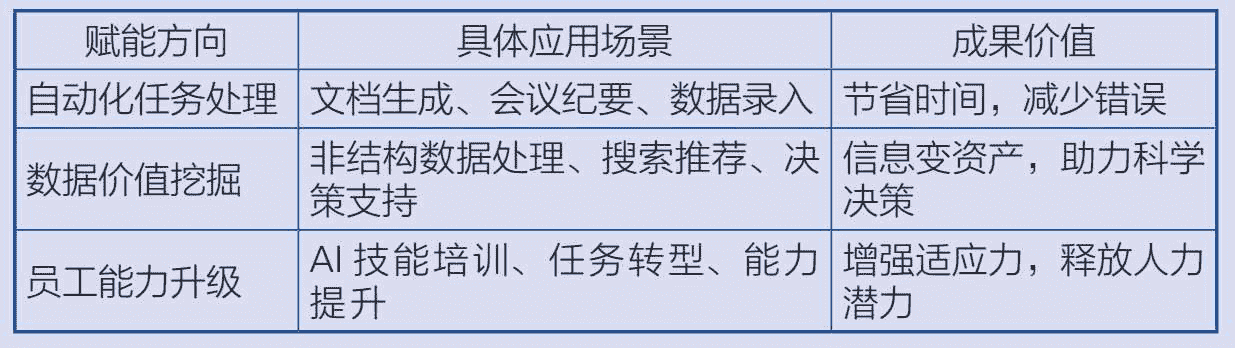 赋能方向 具体应用场景 成果价值
自动化任务处理 文档生成、会议纪要、数据录入 节省时间，减少错误
数据价值挖掘
非结构数据处理、搜索推荐、决
策支持
信息变资产，助力科学
决策
员工能力升级
AI 技能培训、任务转型、能力
提升
增强适应力，释放人力
潜力